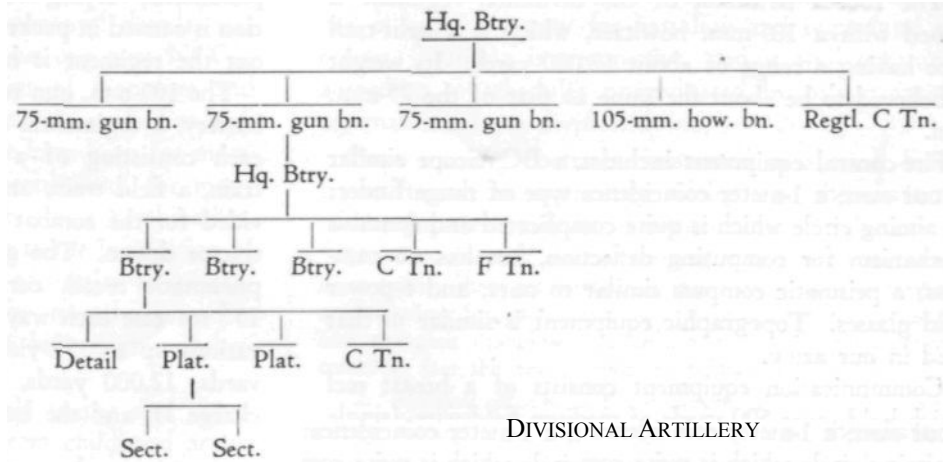 Hq. Btry.
75-mm. gun bn. 75-mm. gun bn. 75-mm. gun bn. 105-mm. how. bn. Regtl. C Tn.
Hq. Btry.
Btry. Btry. Btry. C Tn. F Tn.
Detail Plat. Plat. C Tn.
Sect. Sect.
DIVISIONAL ARTILLERY